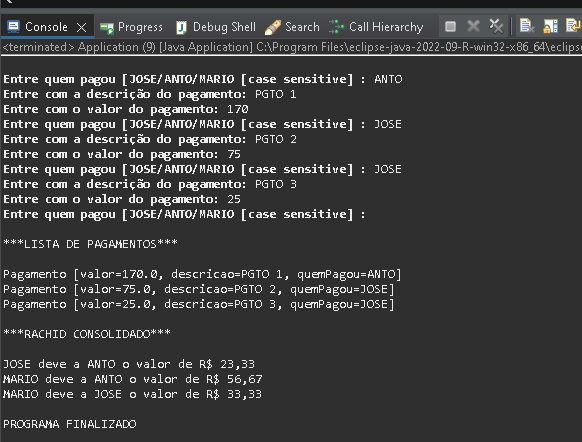 Console
Progress
Debug Shell
Search
Call Hierarchy
<terminated> Application (9) [Java Application] C:\Program Files\eclipse-java-2022-09-R-win32-x86_64\eclipse
Entre quem pagou [JOSE/ANTO/MARIO [case sensitive] : ANTO
Entre com a descrição do pagamento: PGTO 1
Entre com o valor do pagamento: 170
Entre quem pagou [JOSE/ANTO/MARIO [case sensitive] : JOSE
Entre com a descrição do pagamento: PGTO 2
Entre com o valor do pagamento: 75
Entre quem pagou [JOSE/ANTO/MARIO [case sensitive] : JOSE
Entre com a descrição do pagamento: PGTO 3
Entre com o valor do pagamento: 25
Entre quem pagou [JOSE/ANTO/MARIO [case sensitive] :
***LISTA DE PAGAMENTOS***
Pagamento [valor=170.0, descricao=PGTO 1, quemPagou=ANTO]
Pagamento [valor=75.0, descricao=PGTO 2, quemPagou=JOSE]
Pagamento [valor=25.0, descricao=PGTO 3, quemPagou=JOSE]
***RACHID CONSOLIDADO***
JOSE deve a ANTO o valor de R$ 23,33
MARIO deve a ANTO o valor de R$ 56,67
MARIO deve a JOSE o valor de R$ 33,33
PROGRAMA FINALIZADO